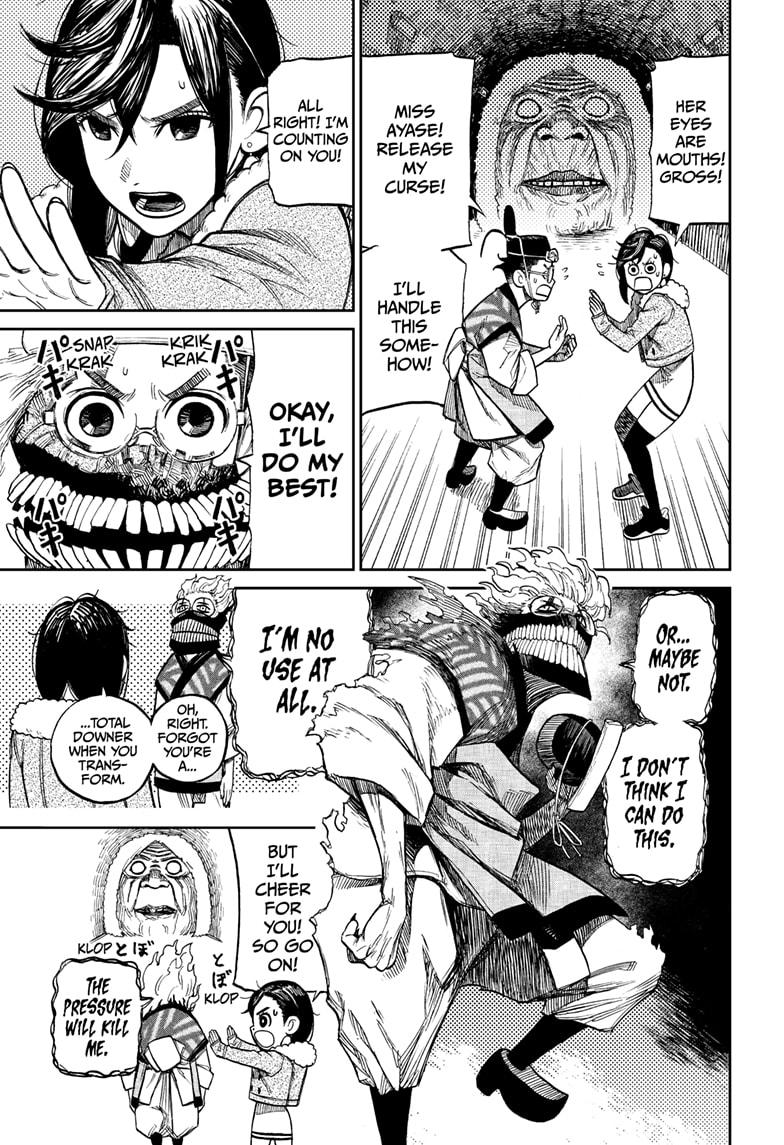 HER
EYES
ARE
MOUTHS!
GROSS!
MISS
AYASE!
RELEASE
MY
CURSE!
I'LL
HANDLE
THIS
SOME-
HOW!
ALL
RIGHT! I'M
COUNTING
ON YOU!
KRIK
KRAK
パキ
SNAP
KRAK
パキ
パキ
パキ
OKAY,
I'LL
DO MY
BEST!
OR...
MAYBE
NOT.
I DON'T
THINK I
CAN DO
THIS.
I'M NO
USE AT
ALL.
OH,
RIGHT. FORGOT
YOU'RE
A...
...TOTAL
DOWNER
WHEN YOU
TRANS-
FORM.
BUT
I'LL
CHEER
FOR
YOU!
SO GO
ON!
とぼ
KLOP
とぼ
KLOP
THE
PRESSURE
WILL KILL
ME.